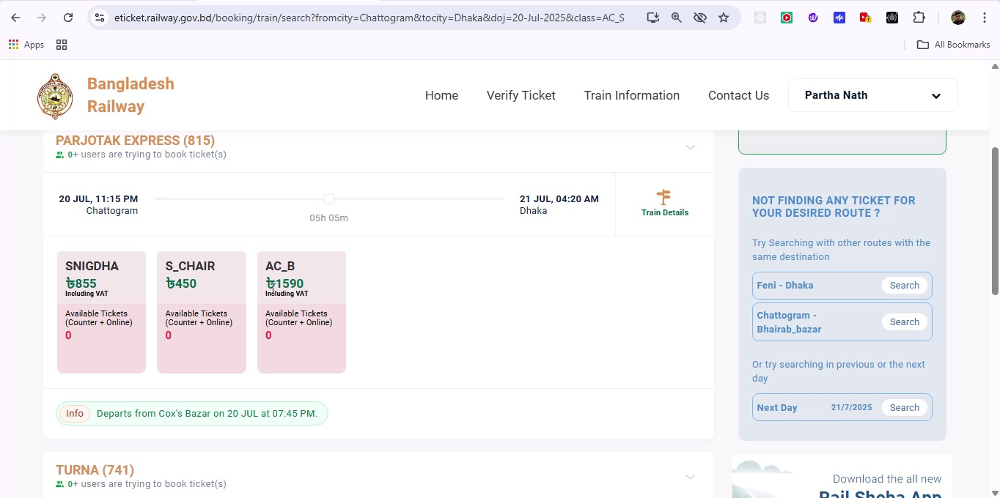 eticket.railway.gov.bd/booking/train/search?fromcity=Chattogram&tocity=Dhaka&doj=20-Jul-2025&class=AC_S
Apps
All Bookmarks
Bangladesh
Railway
Home
Verify Ticket
Train Information
Contact Us
Partha Nath
PARJOTAK EXPRESS (815)
0+ users are trying to book ticket(s)
20 JUL, 11:15 PM
Chattogram
05h 05m
21 JUL, 04:20 AM
Dhaka
Train Details
SNIGDHA
৳855
Including VAT
Available Tickets
(Counter + Online)
0
S_CHAIR
৳450
Available Tickets
(Counter + Online)
0
AC_B
৳1590
Including VAT
Available Tickets
(Counter + Online)
0
Info
Departs from Cox's Bazar on 20 JUL at 07:45 PM.
TURNA (741)
0+ users are trying to book ticket(s)
NOT FINDING ANY TICKET FOR
YOUR DESIRED ROUTE ?
Try Searching with other routes with the
same destination
Feni - Dhaka
Search
Chattogram -
Bhairab_bazar
Search
Or try searching in previous or the next
day
Next Day
21/7/2025
Search
Download the all new
Rail Sheba App